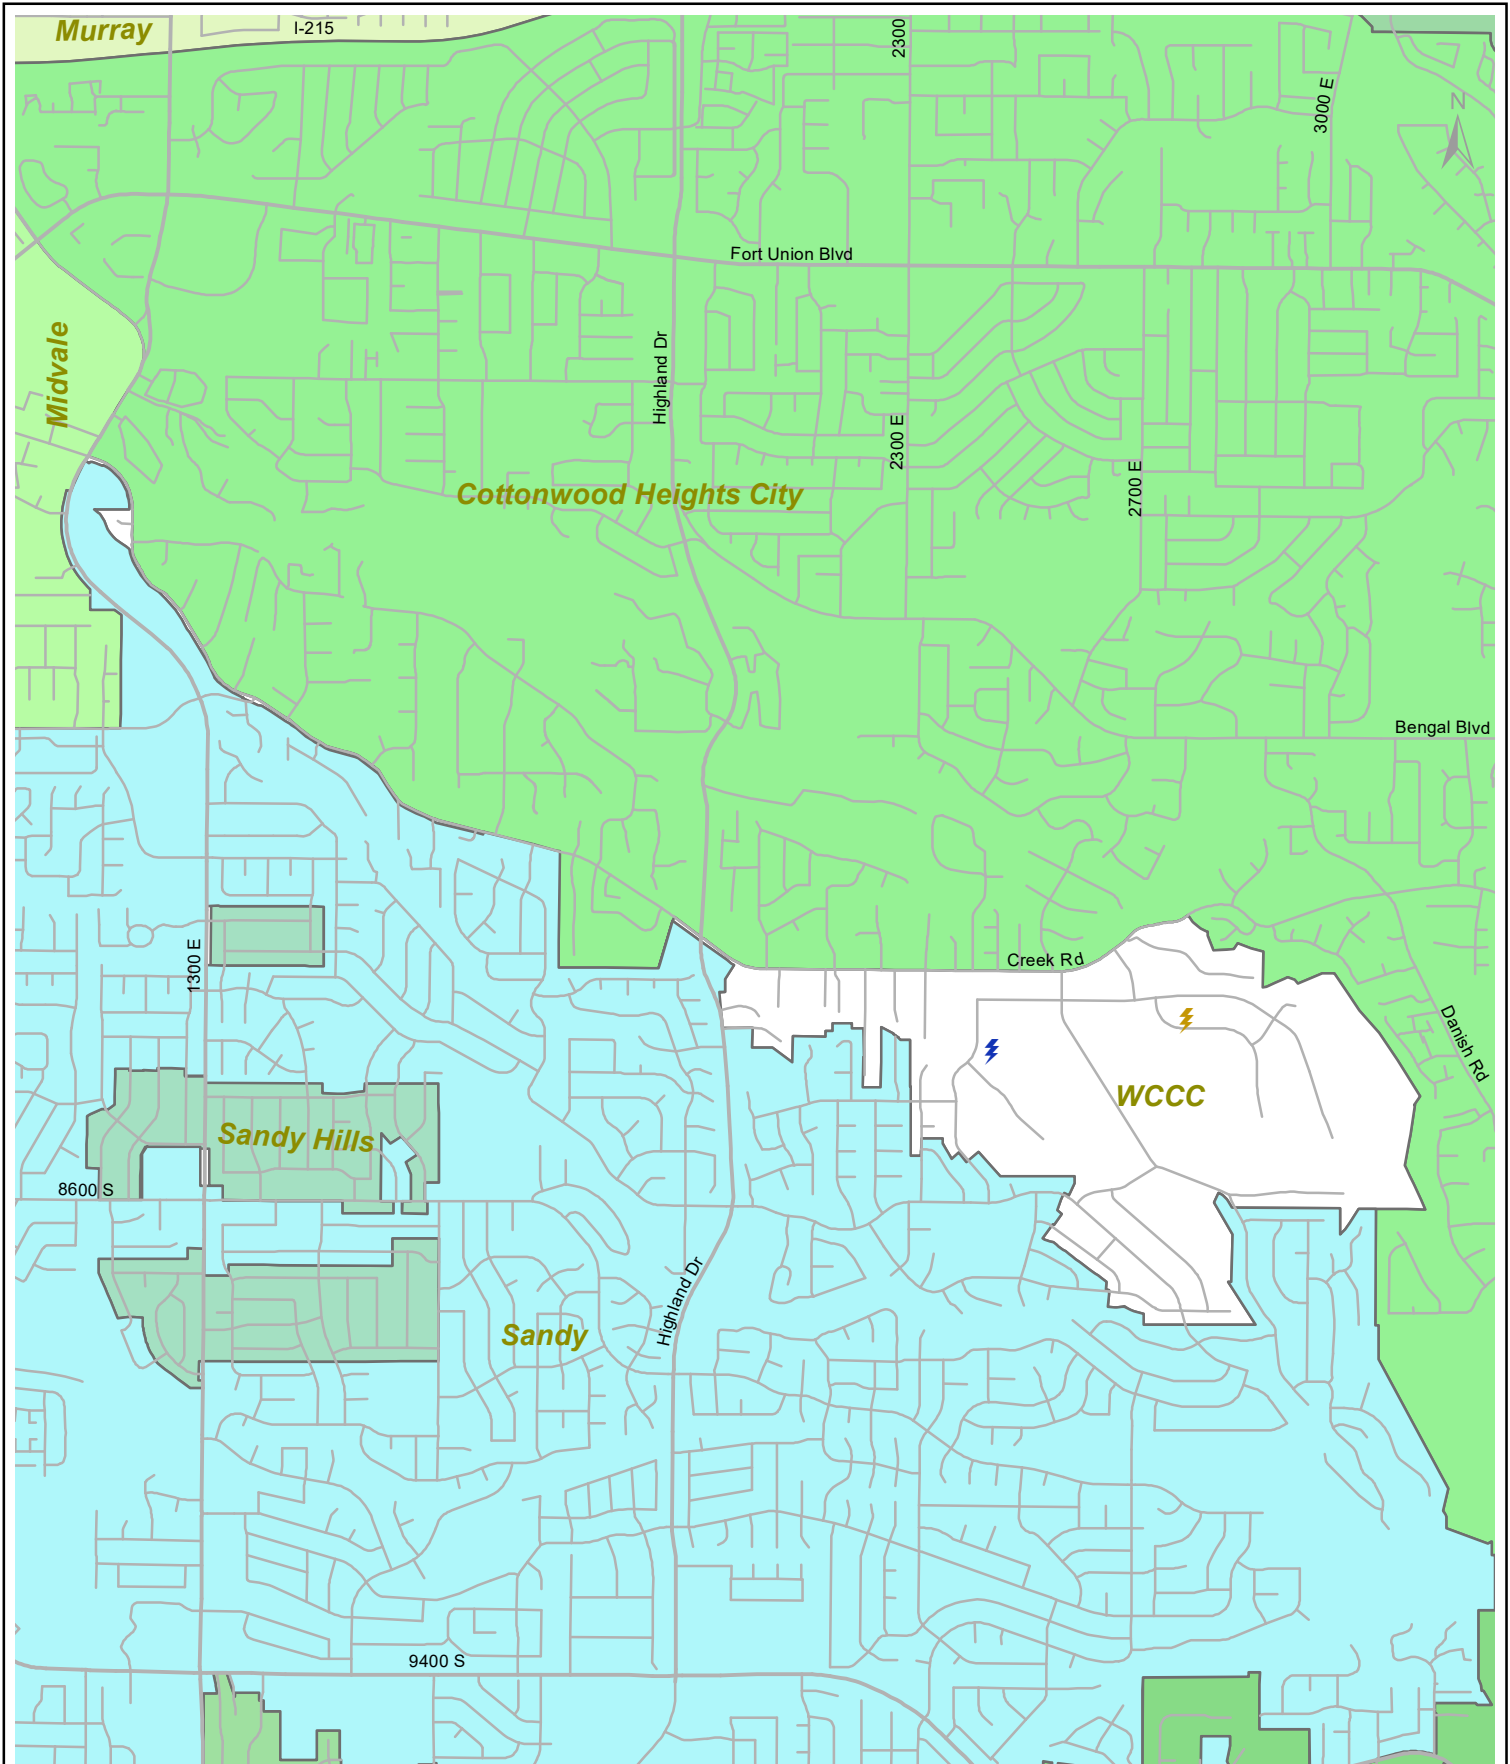 Murray
I-215
2300
3000 E
N
Fort Union Blvd
Midvale
Highland Dr
2300 E
2700 E
Cottonwood Heights City
Bengal Blvd
1300 E
Creek Rd
Danish Rd
WCCC
Sandy Hills
8600 S
Highland Dr
Sandy
9400 S